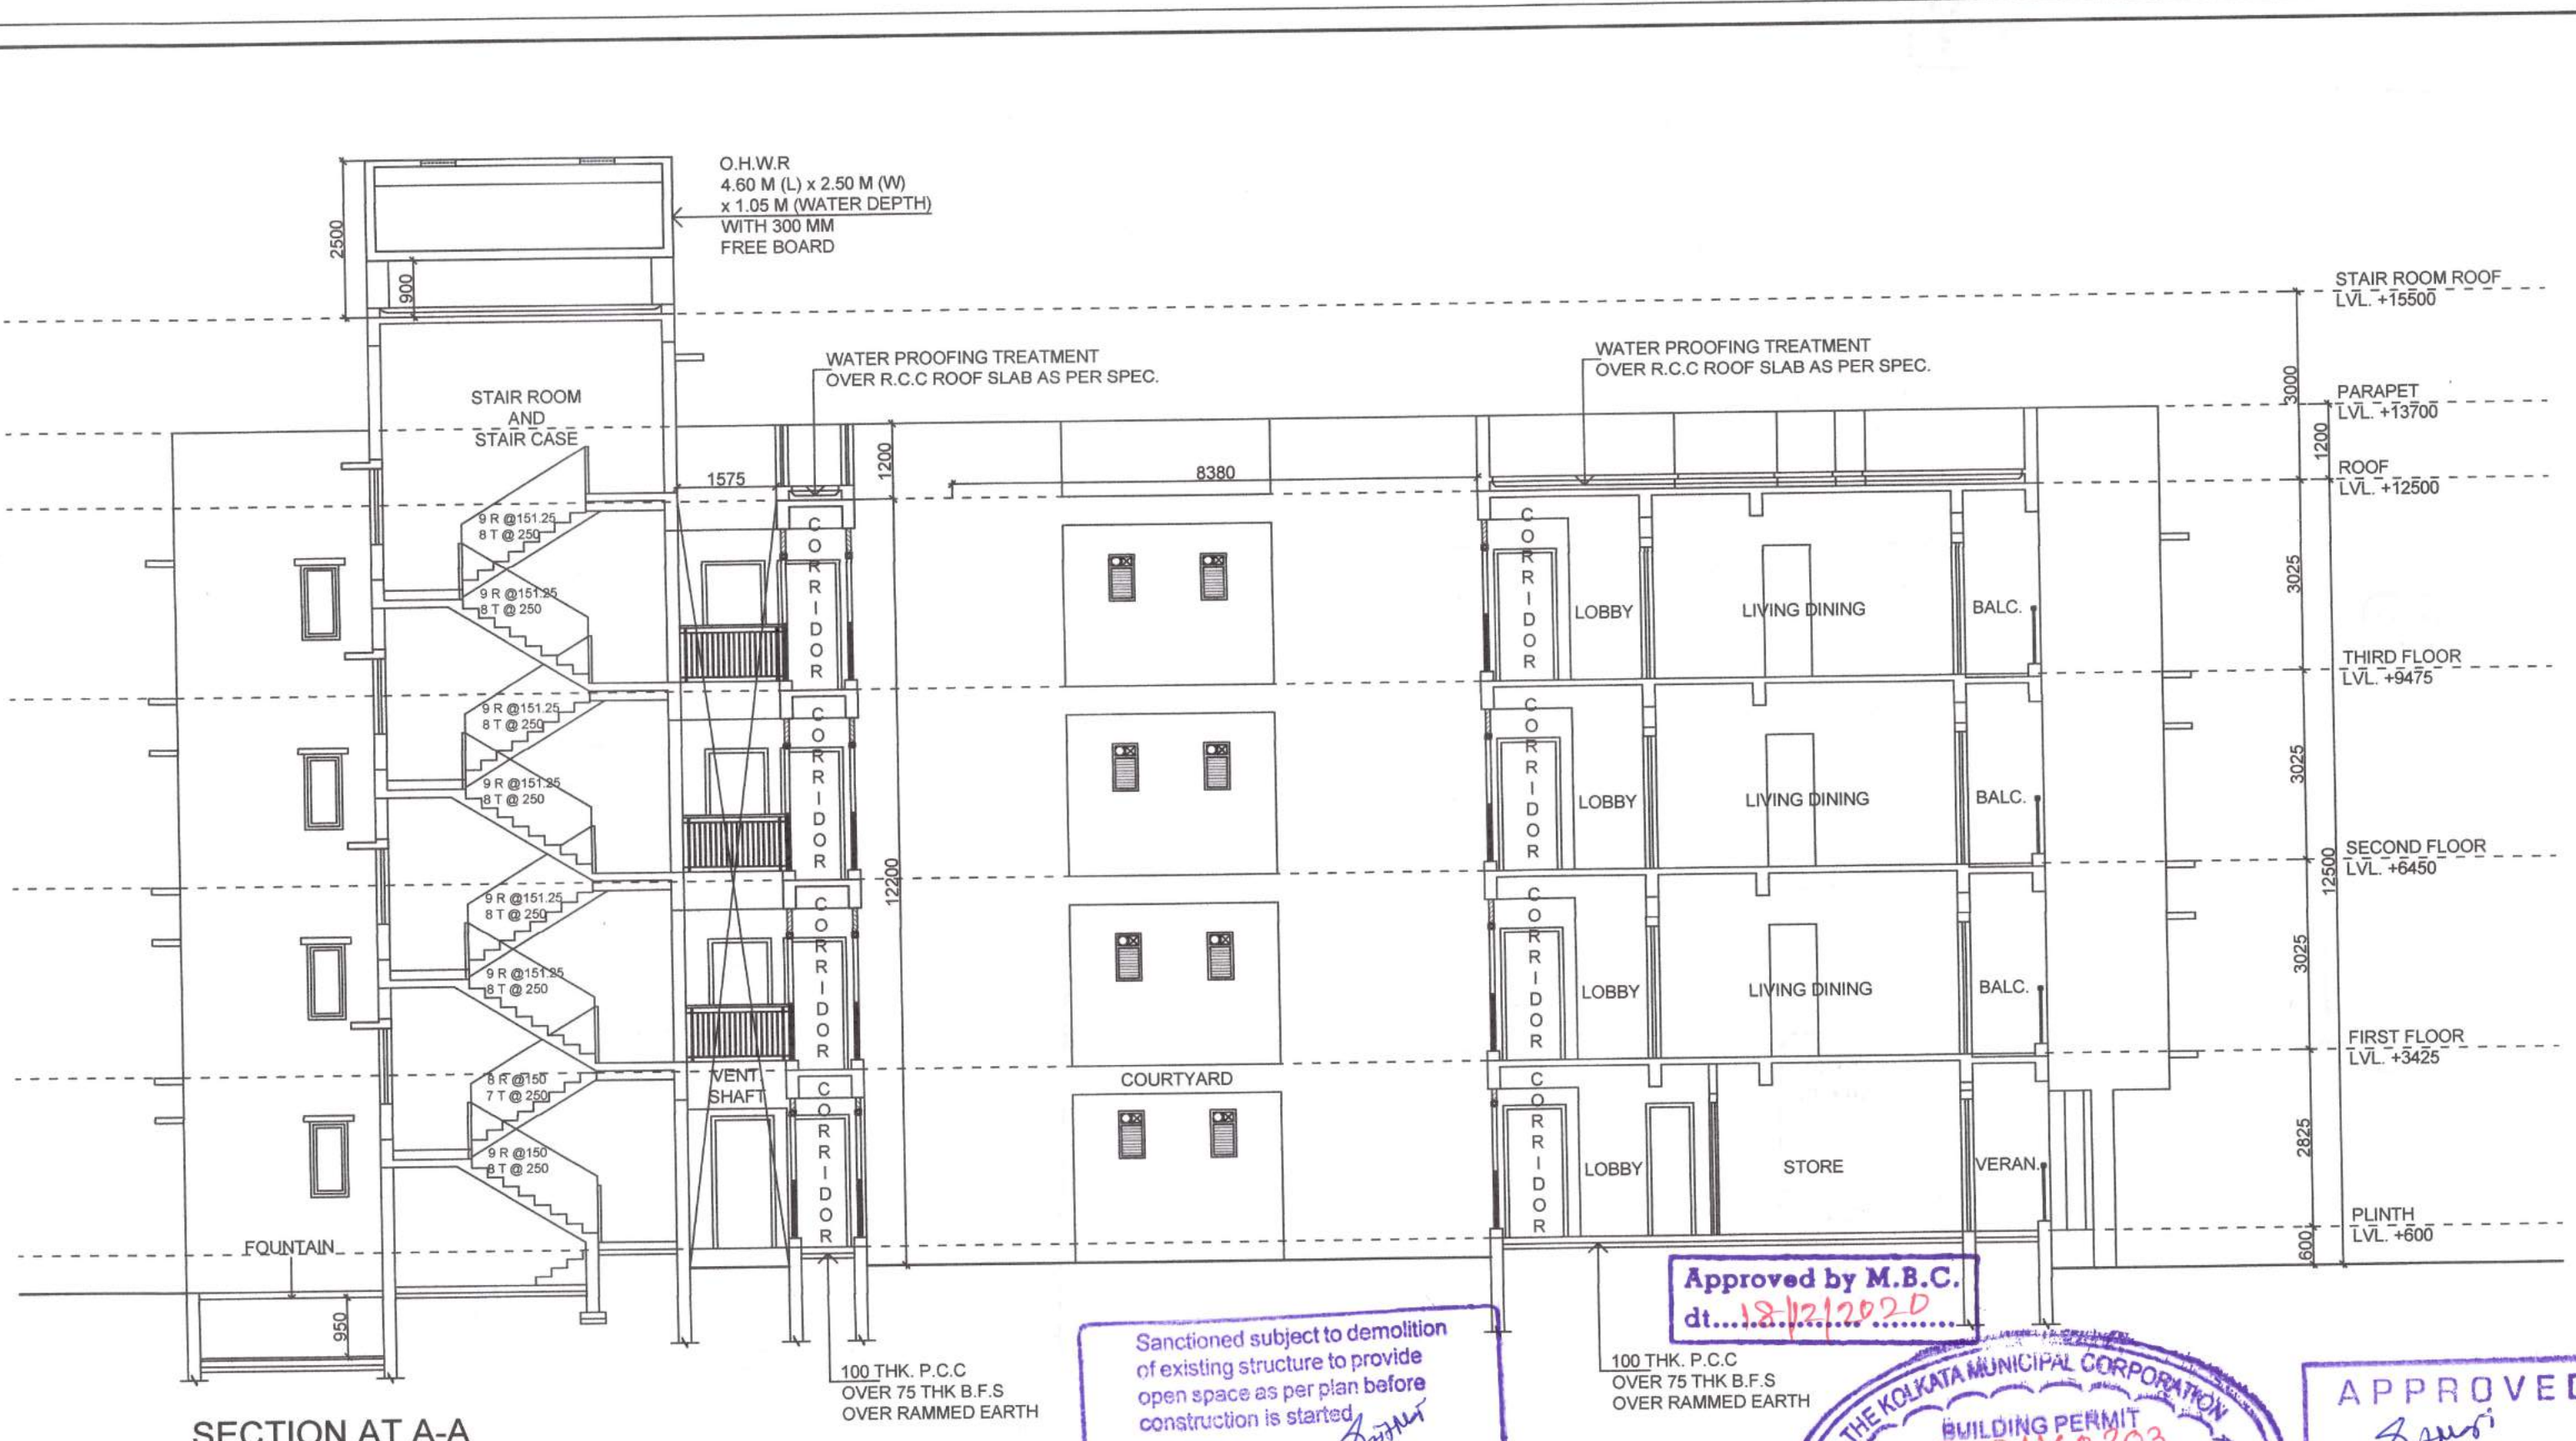 O.H.W.R
4.60 M (L) x 2.50 M (W)
x 1.05 M (WATER DEPTH)
WITH 300 MM
FREE BOARD
2500
900
STAIR ROOM ROOF
LVL. +15500
WATER PROOFING TREATMENT
OVER R.C.C ROOF SLAB AS PER SPEC.
WATER PROOFING TREATMENT
OVER R.C.C ROOF SLAB AS PER SPEC.
3000
PARAPET
LVL. +13700
STAIR ROOM
AND
STAIR CASE
1200
1200
1575
8380
ROOF
LVL. +12500
9 R @151.25
8 T @ 250
9 R @151.25
8 T @ 250
CORRIDOR
CORRIDOR
LOBBY
LIVING DINING
BALC.
3025
THIRD FLOOR
LVL. +9475
9 R @151.25
8 T @ 250
9 R @151.25
8 T @ 250
CORRIDOR
CORRIDOR
LOBBY
LIVING DINING
BALC.
3025
SECOND FLOOR
LVL. +6450
12200
12500
9 R @151.25
8 T @ 250
9 R @151.25
8 T @ 250
CORRIDOR
CORRIDOR
LOBBY
LIVING DINING
BALC.
3025
FIRST FLOOR
LVL. +3425
8 R @150
7 T @ 250
9 R @150
8 T @ 250
VENT
SHAFT
CORRIDOR
COURTYARD
CORRIDOR
LOBBY
STORE
VERAN.
2825
PLINTH
LVL. +600
600
FOUNTAIN
950
100 THK. P.C.C
OVER 75 THK B.F.S
OVER RAMMED EARTH
100 THK. P.C.C
OVER 75 THK B.F.S
OVER RAMMED EARTH
SECTION AT A-A
Sanctioned subject to demolition
of existing structure to provide
open space as per plan before
construction is started
Approved by M.B.C.
dt....18/12/2020..........
THE KOLKATA MUNICIPAL CORPORATION
BUILDING PERMIT
APPROVED